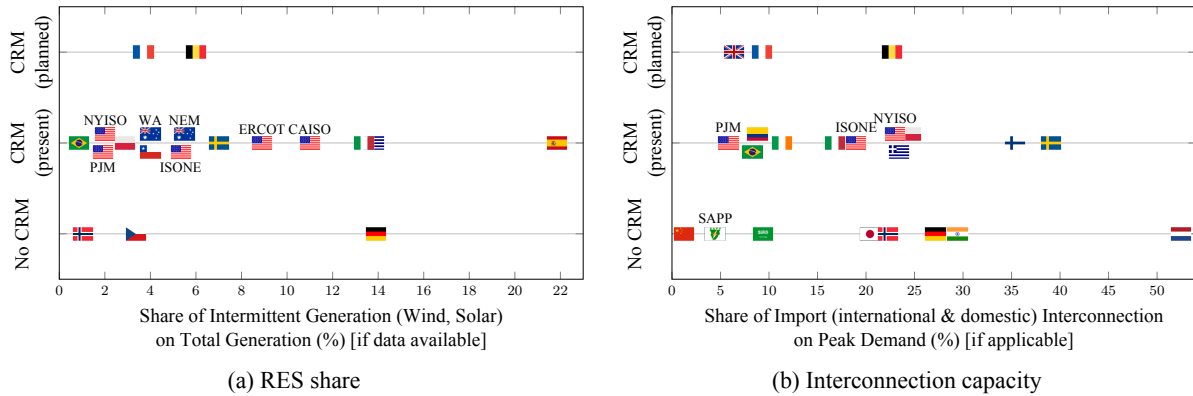 CRM
(planned)
CRM
(present)
No CRM
NYISO
WA
NEM
ERCOT
CAISO
PJM
ISONE
0
2
4
6
8
10
12
14
16
18
20
22
Share of Intermittent Generation (Wind, Solar)
on Total Generation (%) [if data available]
(a) RES share
CRM
(planned)
CRM
(present)
No CRM
PJM
ISONE
NYISO
SAPP
0
5
10
15
20
25
30
35
40
45
50
Share of Import (international & domestic) Interconnection
on Peak Demand (%) [if applicable]
(b) Interconnection capacity